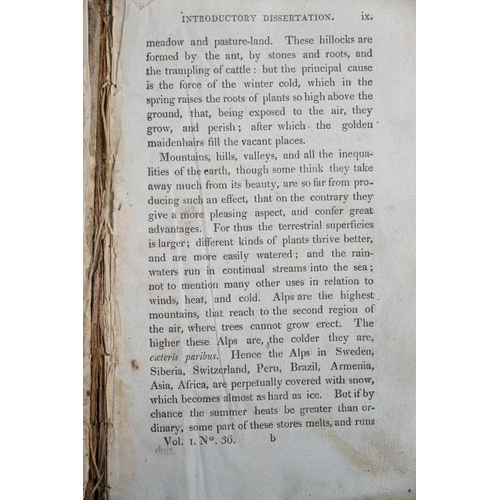 INTRODUCTORY DISSERTATION. ix.
meadow and pasture-land. These hillocks are
formed by the ant, by stones and roots, and
the trampling of cattle: but the principal cause
is the force of the winter cold, which in the
spring raises the roots of plants so high above the
ground, that, being exposed to the air, they
grow, and perish; after which the golden
maidenhairs fill the vacant places.
Mountains, hills, valleys, and all the inequa-
lities of the earth, though some think they take
away much from its beauty, are so far from pro-
ducing such an effect, that on the contrary they
give a more pleasing aspect, and confer great
advantages. For thus the terrestrial superficies
is larger; different kinds of plants thrive better,
and are more easily watered; and the rain-
waters run in continual streams into the sea;
not to mention many other uses in relation to
winds, heat, and cold. Alps are the highest
mountains, that reach to the second region of
the air, where trees cannot grow erect. The
higher these Alps are, the colder they are,
cæteris paribus. Hence the Alps in Sweden,
Siberia, Switzerland, Peru, Brazil, Armenia,
Asia, Africa, are perpetually covered with snow,
which becomes almost as hard as ice. But if by
chance the summer heats be greater than or-
dinary, some part of these stores melts, and runs
Vol. I. Nº. 36. b